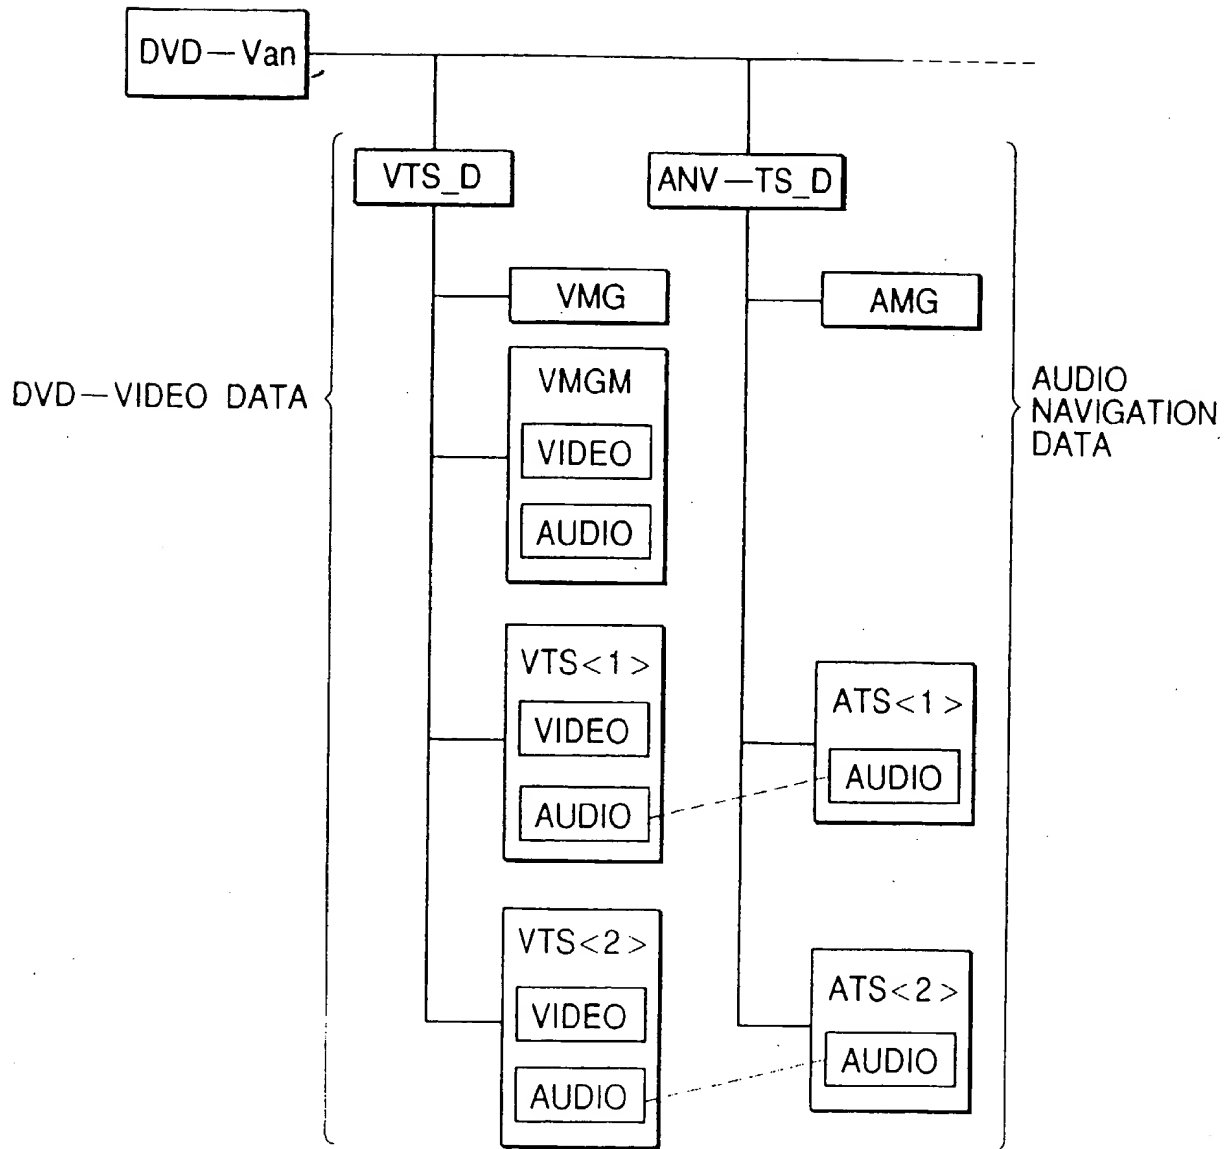 DVD—Van
VTS_D
ANV—TS_D
VMG
AMG
DVD—VIDEO DATA
VMGM
VIDEO
AUDIO
AUDIO
NAVIGATION
DATA
VTS<1>
VIDEO
AUDIO
ATS<1>
AUDIO
VTS<2>
VIDEO
AUDIO
ATS<2>
AUDIO